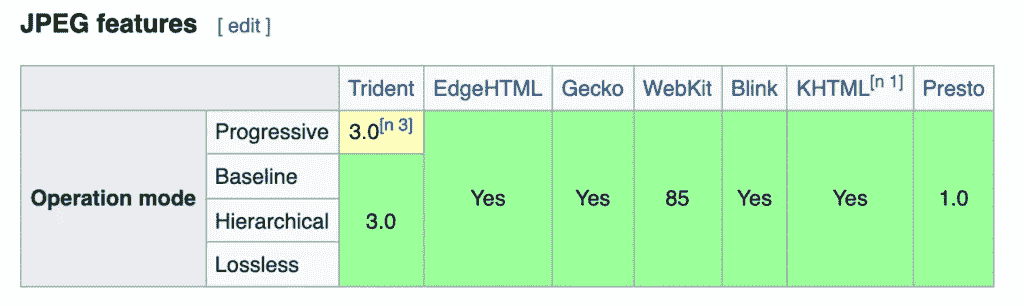 JPEG features [ edit ]
Trident EdgeHTML Gecko WebKit Blink KHTML[n 1] Presto
Operation mode Progressive 3.0[n 3] Yes Yes 85 Yes Yes 1.0
Baseline 3.0
Hierarchical
Lossless